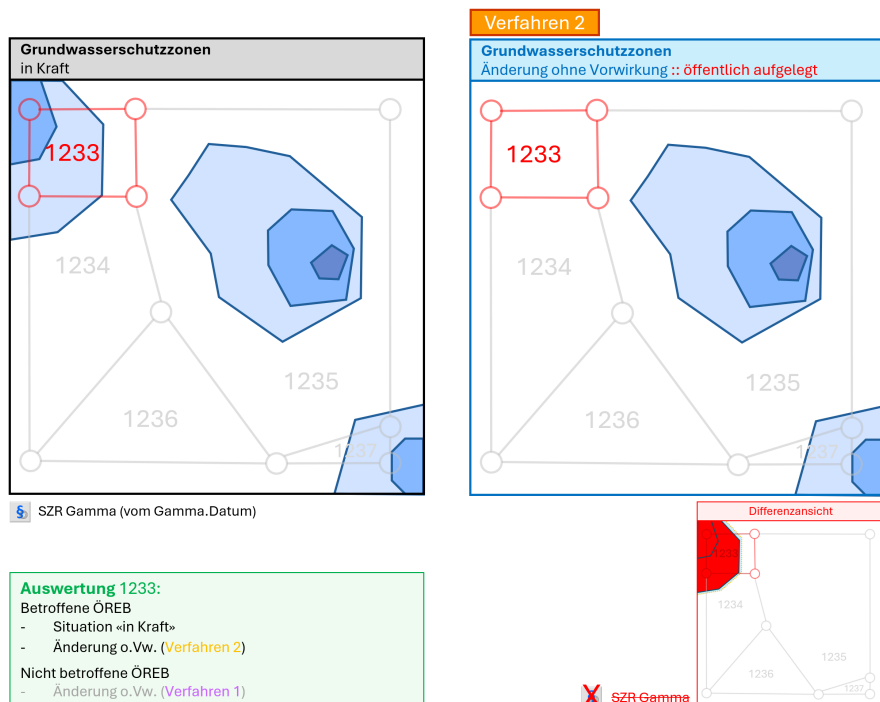 Verfahren 2
Grundwasserschutzzonen
in Kraft
Grundwasserschutzzonen
Änderung ohne Vorwirkung :: öffentlich aufgelegt
1233
1234
1235
1236
1237
1233
1234
1235
1236
1237
§ SZR Gamma (vom Gamma.Datum)
Differenzansicht
1233
1234
1235
1236
1237
SZR Gamma
Auswertung 1233:
Betroffene ÖREB
- Situation «in Kraft»
- Änderung o.Vw. (Verfahren 2)
Nicht betroffene ÖREB
- Änderung o.Vw. (Verfahren 1)